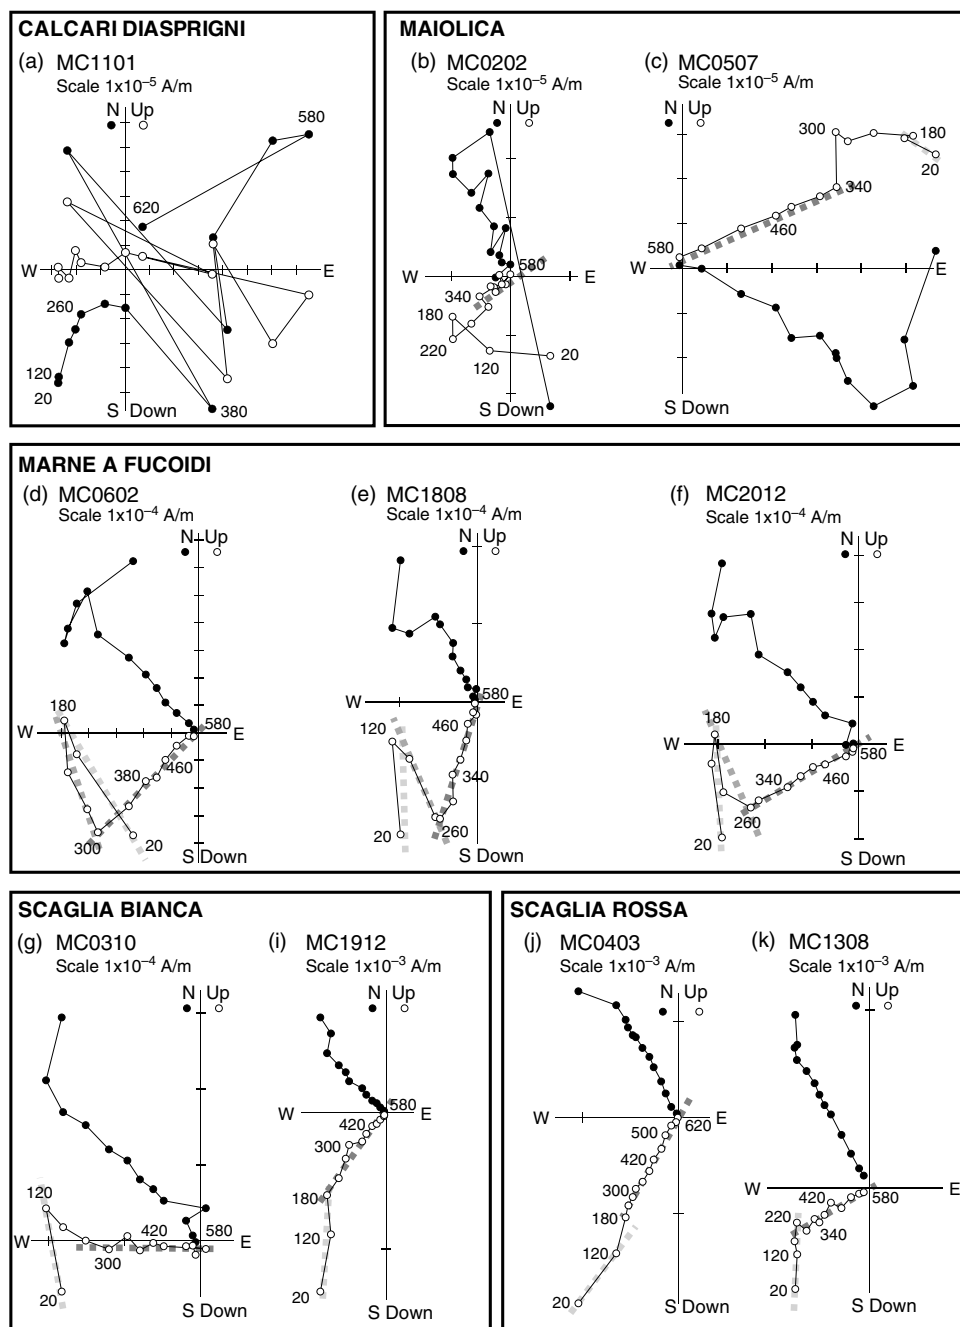 CALCARI DIASPRIGNI
(a) MC1101
Scale 1x10⁻⁵ A/m
N Up
580
620
W E
260
120
20
S Down
380
MAIOLICA
(b) MC0202
Scale 1x10⁻⁵ A/m
N Up
580
W E
340
180
220
120
20
S Down
(c) MC0507
Scale 1x10⁻⁵ A/m
N Up
300
180
20
340
460
580
W E
S Down
MARNE A FUCOIDI
(d) MC0602
Scale 1x10⁻⁴ A/m
N Up
180
580
W E
460
380
300
20
S Down
(e) MC1808
Scale 1x10⁻⁴ A/m
N Up
580
W E
120
460
340
20
260
S Down
(f) MC2012
Scale 1x10⁻⁴ A/m
N Up
180
W E
580
340
460
260
20
S Down
SCAGLIA BIANCA
(g) MC0310
Scale 1x10⁻⁴ A/m
N Up
120
420
580
W E
300
20
S Down
(i) MC1912
Scale 1x10⁻³ A/m
N Up
580
W E
420
300
180
120
20
S Down
SCAGLIA ROSSA
(j) MC0403
Scale 1x10⁻³ A/m
N Up
W E
620
500
420
300
180
120
20
S Down
(k) MC1308
Scale 1x10⁻³ A/m
N Up
W E
580
420
220
340
120
20
S Down